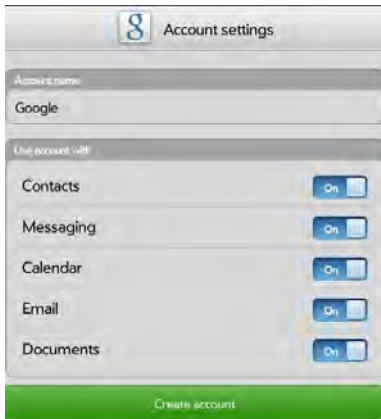 8 Account settings
Account name
Google
Use account with
Contacts On
Messaging On
Calendar On
Email On
Documents On
Create account